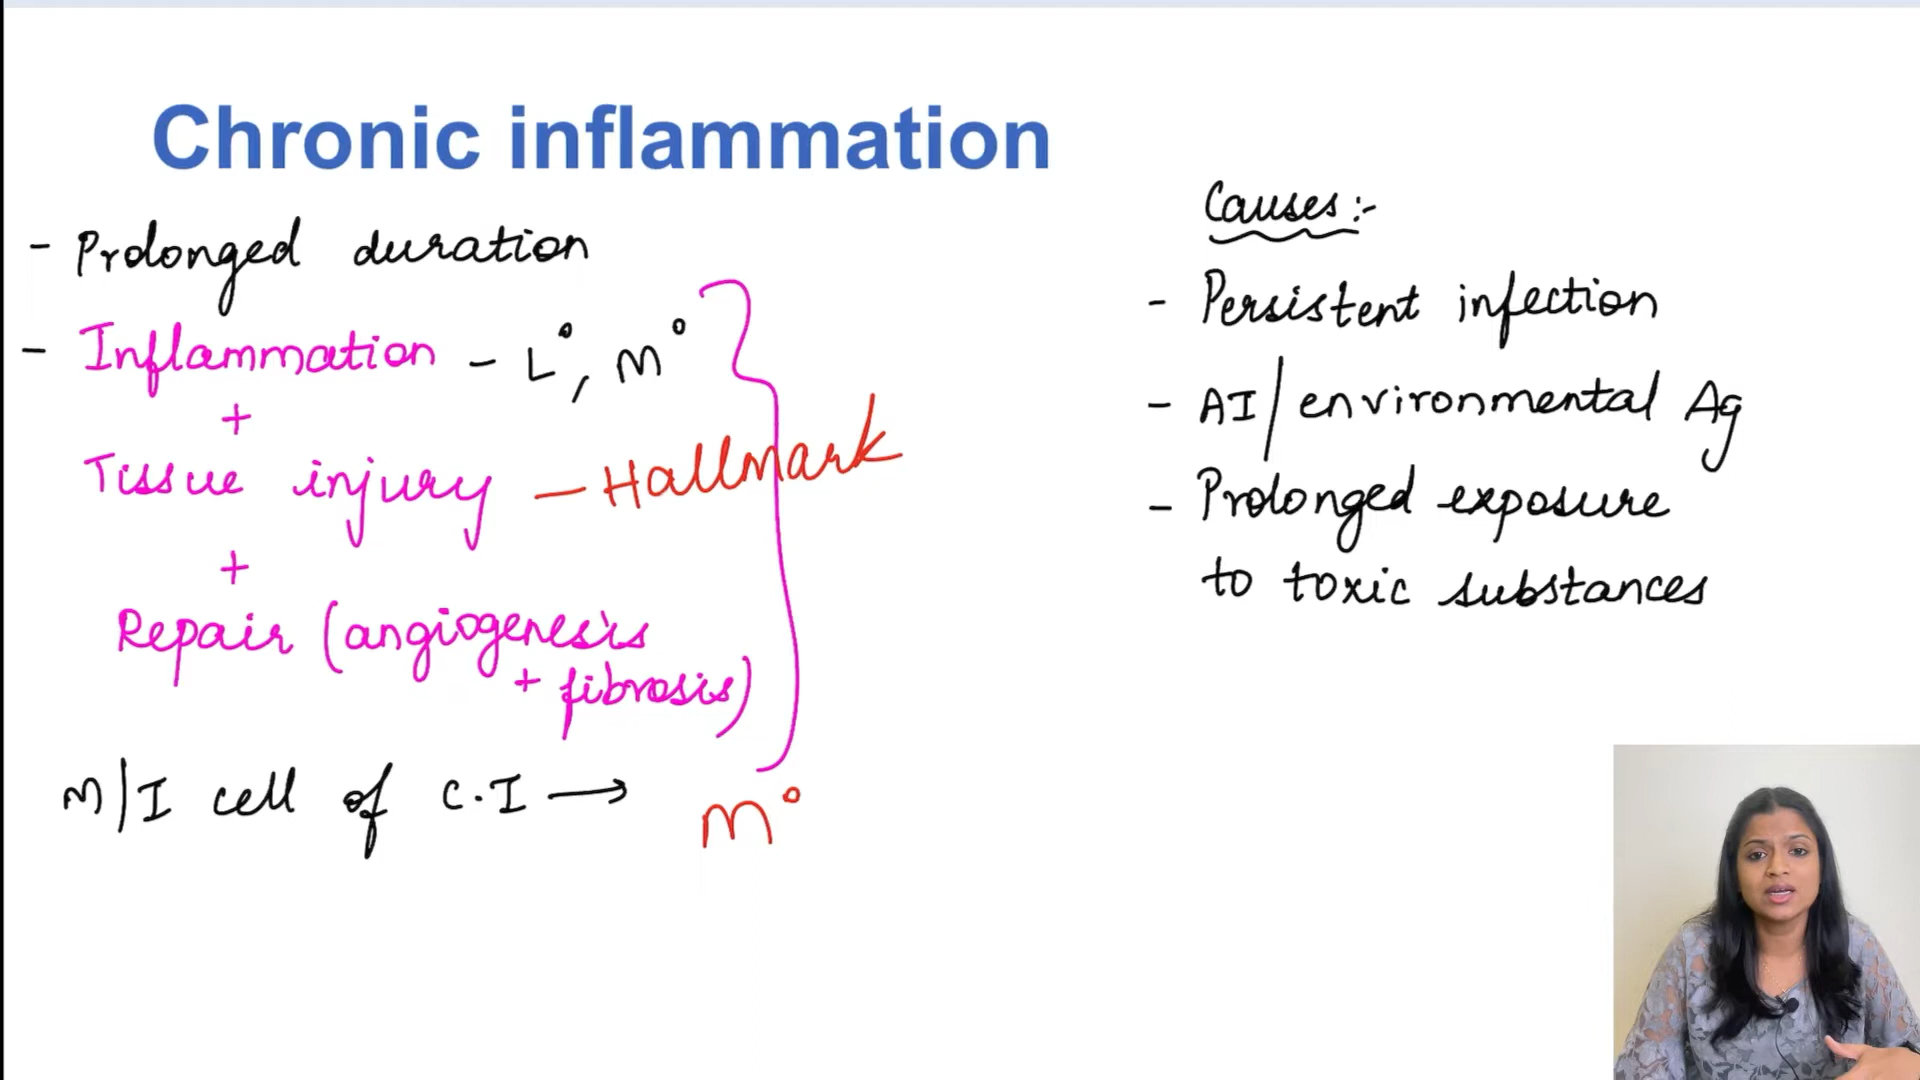 Chronic inflammation
- Prolonged duration
- Inflammation - L°, M°
+
Tissue injury - Hallmark
+
Repair (angiogenesis
+ fibrosis)
M/I cell of C.I → M°
Causes:-
- Persistent infection
- AI/environmental Ag
- Prolonged exposure
to toxic substances